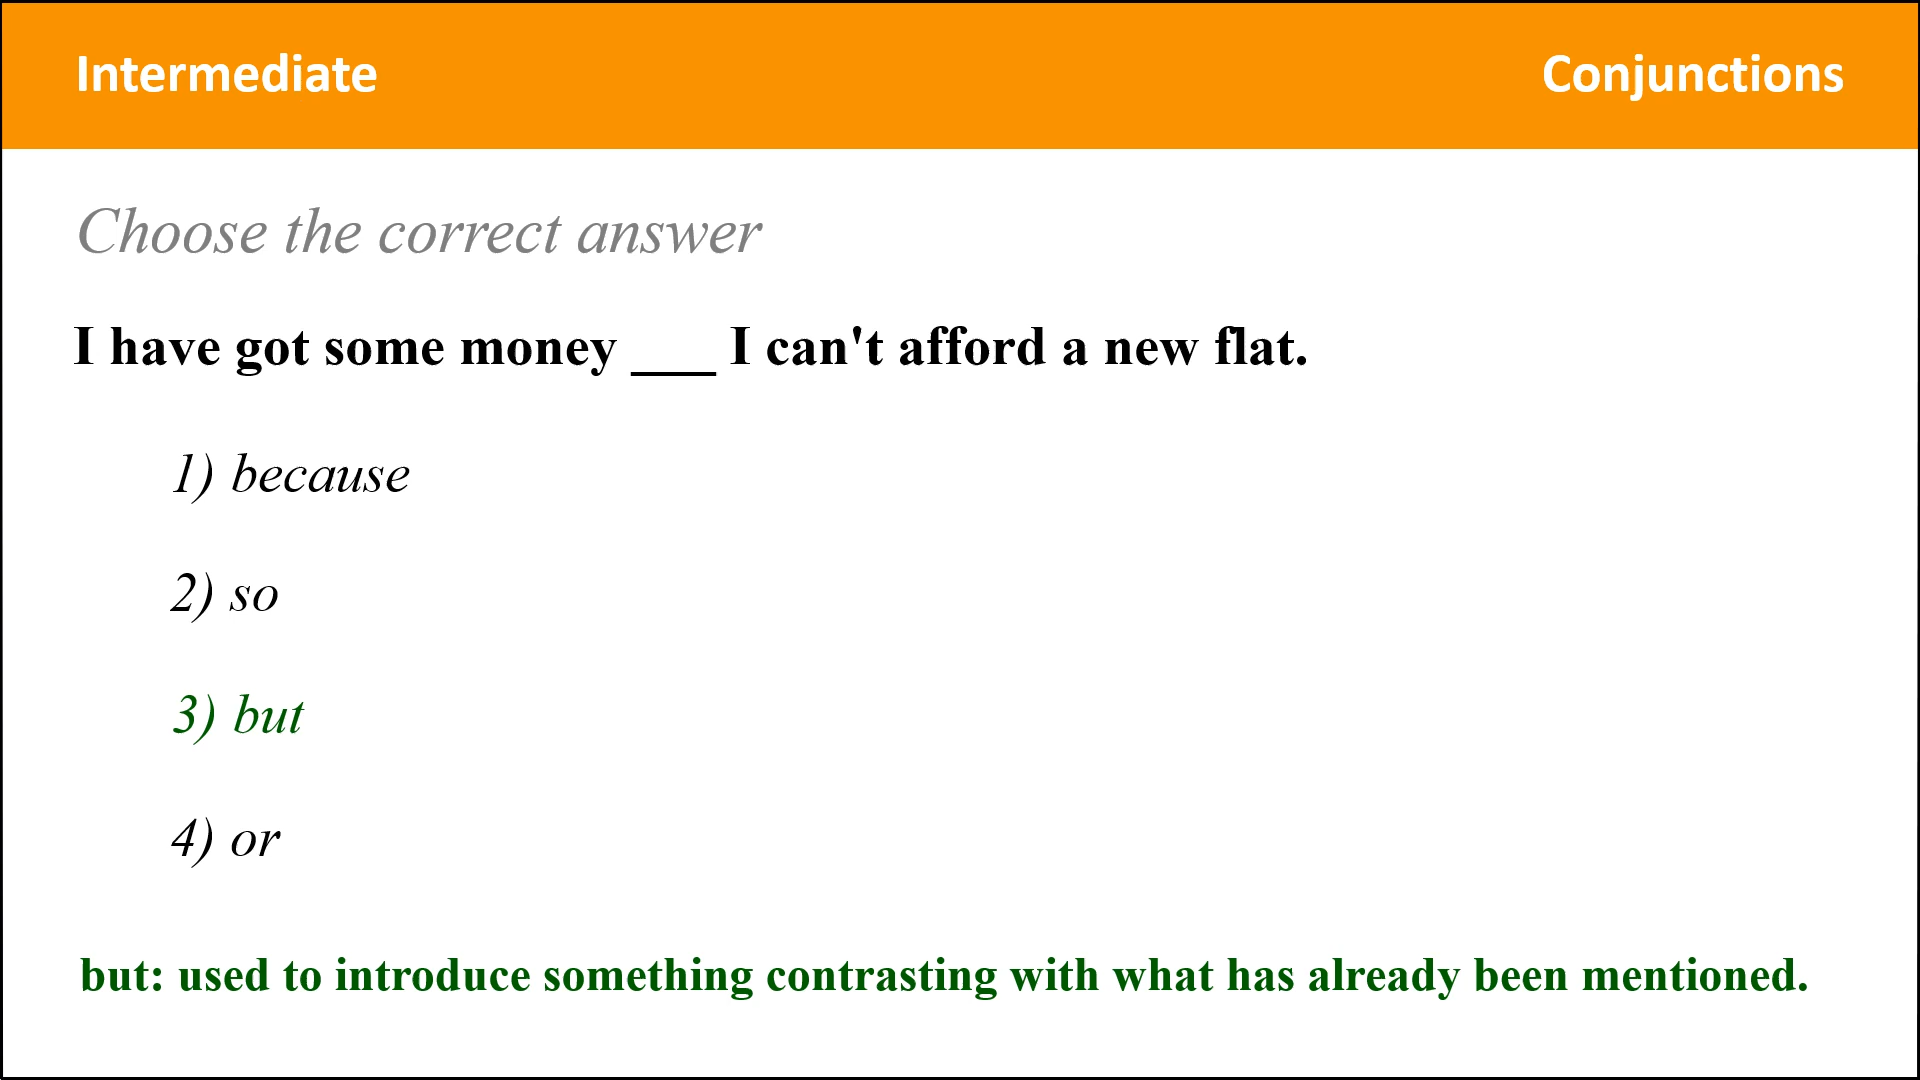 Intermediate Conjunctions
Choose the correct answer
I have got some money ___ I can't afford a new flat.
1) because
2) so
3) but
4) or
but: used to introduce something contrasting with what has already been mentioned.